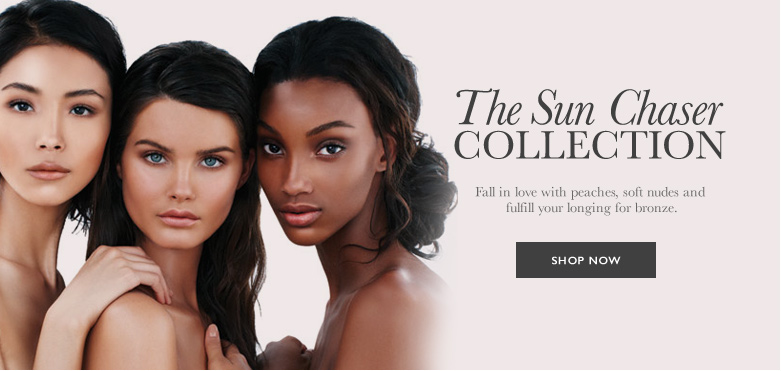 The Sun Chaser
COLLECTION
Fall in love with peaches, soft nudes and
fulfill your longing for bronze.
SHOP NOW